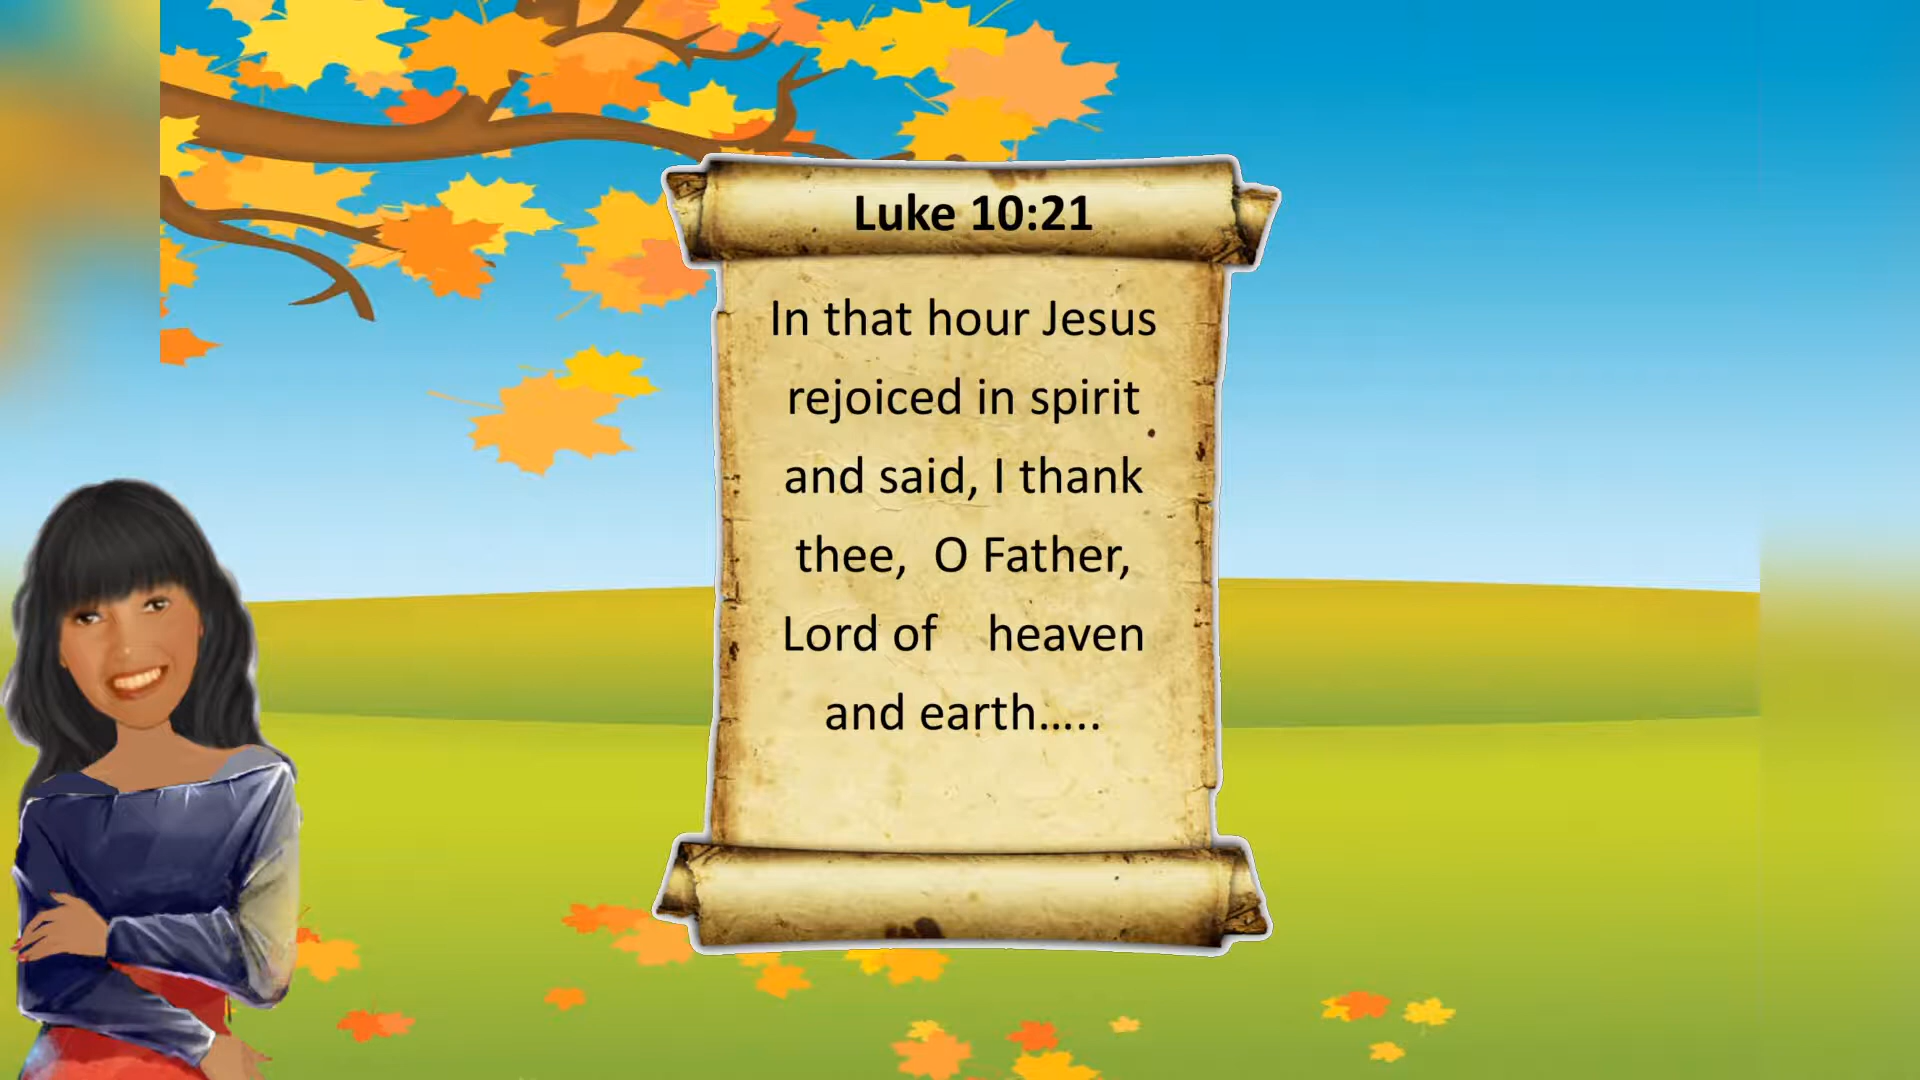 Luke 10:21
In that hour Jesus
rejoiced in spirit
and said, I thank
thee,  O Father,
Lord of    heaven
and earth.....